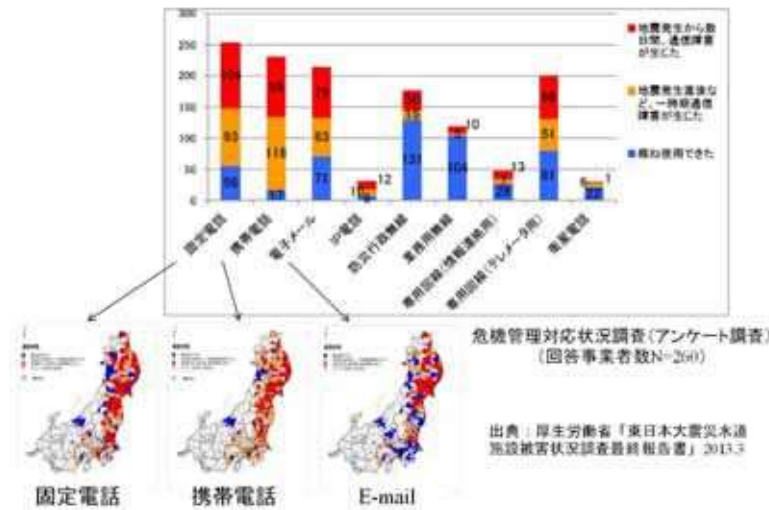 300
250
200
150
100
50
0
104
93
56
118
79
63
71
12
131
10
104
13
51
81
1
22
地震発生から数
日間、通信障害
が生じた
地震発生直後な
ど、一時期通信
障害が生じた
概ね使用できた
固定電話
携帯電話
電子メール
IP電話
防災行政無線
業務用無線
専用回線(情報連絡用)
専用回線(テレメータ用)
衛星電話
危機管理対応状況調査(アンケート調査)
(回答事業者数N=260)
出典:厚生労働省「東日本大震災水道
施設被害状況調査最終報告書」2013.3
固定電話
携帯電話
E-mail